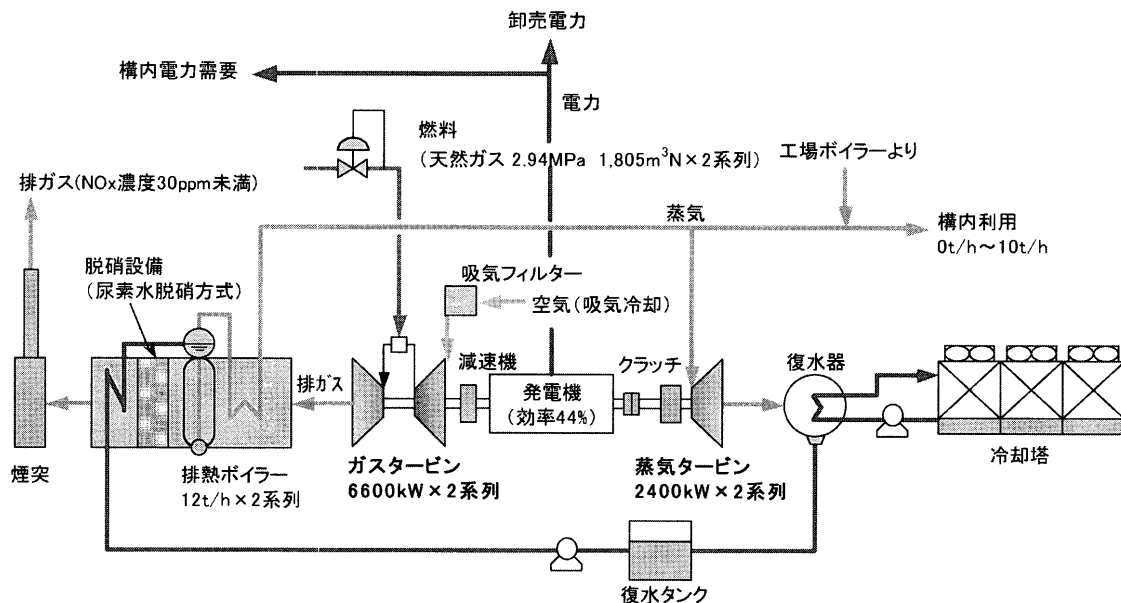 卸売電力
構内電力需要
電力
燃料
(天然ガス 2.94MPa 1,805m³N×2系列)
工場ボイラーより
排ガス(NOx濃度30ppm未満)
蒸気
構内利用
0t/h～10t/h
脱硝設備
(尿素水脱硝方式)
吸気フィルター
空気(吸気冷却)
排ガス
減速機
発電機
(効率44%)
クラッチ
復水器
煙突
排熱ボイラー
12t/h×2系列
ガスタービン
6600kW×2系列
蒸気タービン
2400kW×2系列
冷却塔
復水タンク